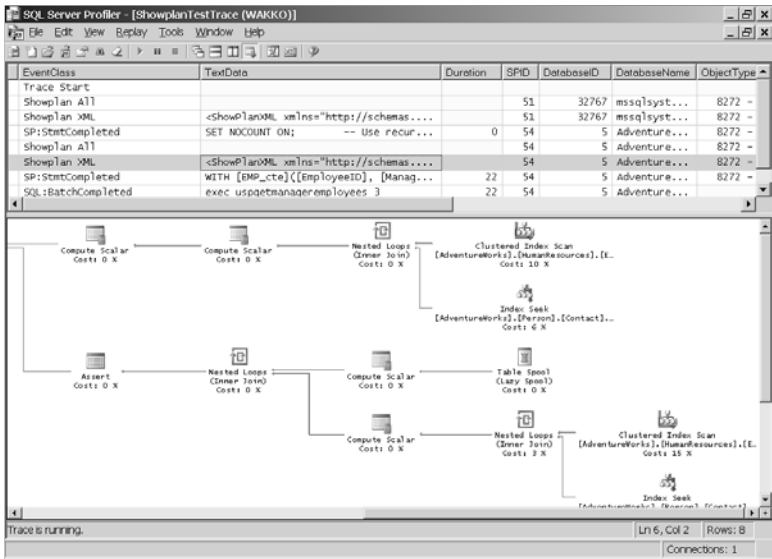 SQL Server Profiler - [ShowplanTestTrace (WAKKO)]
File Edit View Replay Tools Window Help
EventClass TextData Duration SPID DatabaseID DatabaseName ObjectType
Trace Start
Showplan All 51 32767 mssqlsyst... 8272 -
Showplan XML <ShowPlanXML xmlns="http://schemas.... 51 32767 mssqlsyst... 8272 -
SP:StmtCompleted SET NOCOUNT ON; -- Use recur... 0 54 5 Adventure... 8272 -
Showplan All 54 5 Adventure... 8272 -
Showplan XML <ShowPlanXML xmlns="http://schemas.... 54 5 Adventure... 8272 -
SP:StmtCompleted WITH [EMP_cte]([EmployeeID], [Manag... 22 54 5 Adventure... 8272 -
SQL:BatchCompleted exec uspgetmanageremployees 3 22 54 5 Adventure...
Compute Scalar
Cost: 0 %
Compute Scalar
Cost: 0 %
Nested Loops
(Inner Join)
Cost: 0 %
Clustered Index Scan
[AdventureWorks].[HumanResources].[E...
Cost: 10 %
Index Seek
[AdventureWorks].[Person].[Contact]....
Cost: 6 %
Assert
Cost: 0 %
Nested Loops
(Inner Join)
Cost: 0 %
Compute Scalar
Cost: 0 %
Table Spool
(Lazy Spool)
Cost: 0 %
Compute Scalar
Cost: 0 %
Nested Loops
(Inner Join)
Cost: 3 %
Clustered Index Scan
[AdventureWorks].[HumanResources].[E...
Cost: 15 %
Index Seek
[AdventureWorks].[Person].[Contact]
Trace is running. Ln 6, Col 2 Rows: 8
Connections: 1